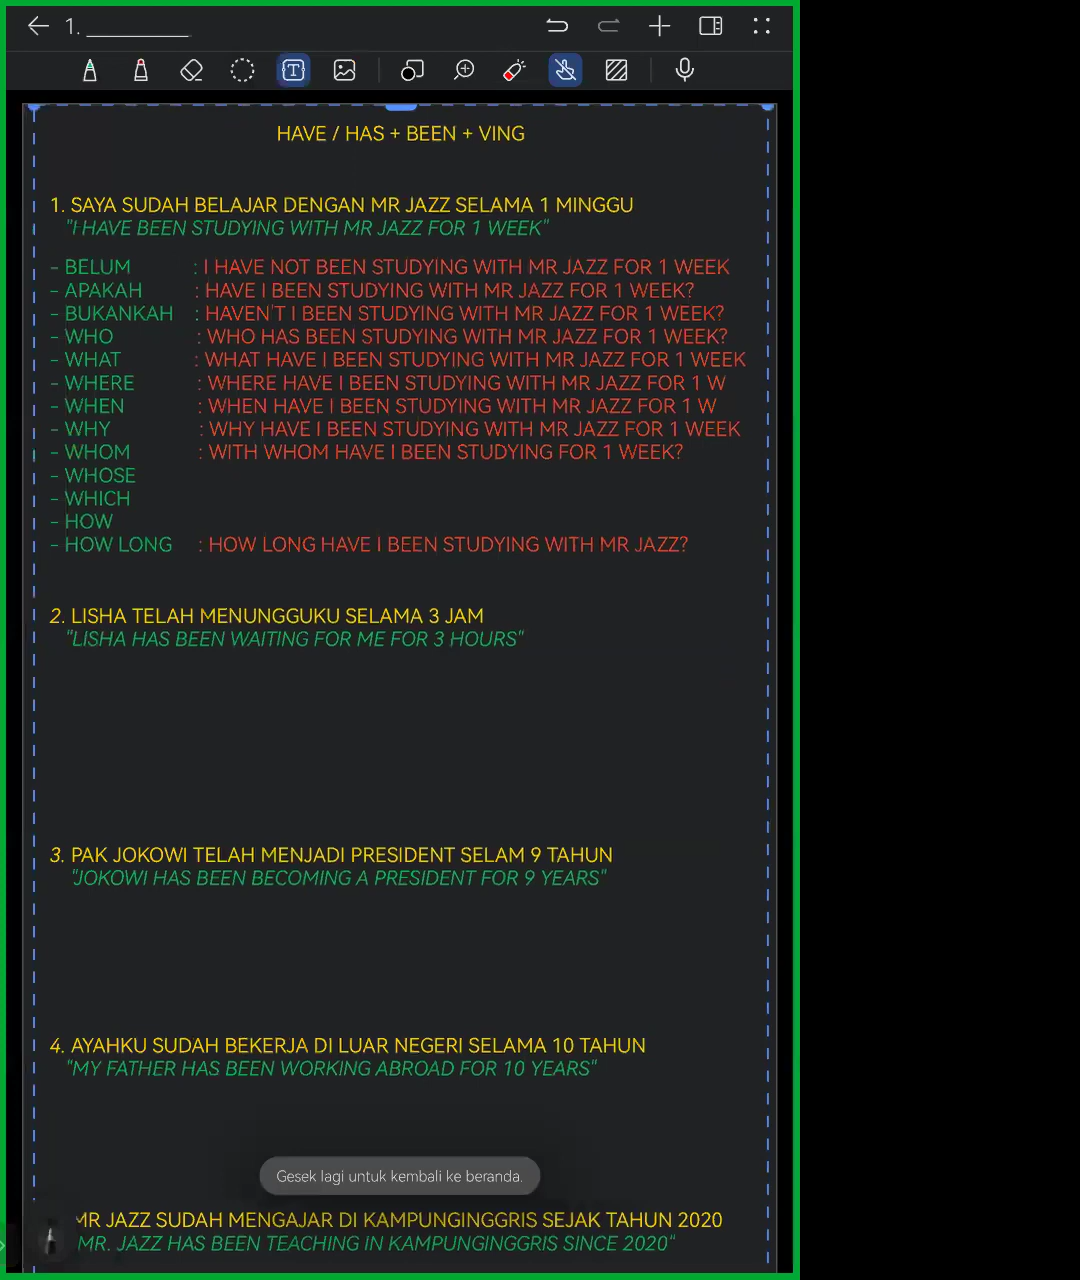 1. __________
HAVE / HAS + BEEN + VING
1. SAYA SUDAH BELAJAR DENGAN MR JAZZ SELAMA 1 MINGGU
"I HAVE BEEN STUDYING WITH MR JAZZ FOR 1 WEEK"
- BELUM : I HAVE NOT BEEN STUDYING WITH MR JAZZ FOR 1 WEEK
- APAKAH : HAVE I BEEN STUDYING WITH MR JAZZ FOR 1 WEEK?
- BUKANKAH : HAVEN'T I BEEN STUDYING WITH MR JAZZ FOR 1 WEEK?
- WHO : WHO HAS BEEN STUDYING WITH MR JAZZ FOR 1 WEEK?
- WHAT : WHAT HAVE I BEEN STUDYING WITH MR JAZZ FOR 1 WEEK
- WHERE : WHERE HAVE I BEEN STUDYING WITH MR JAZZ FOR 1 W
- WHEN : WHEN HAVE I BEEN STUDYING WITH MR JAZZ FOR 1 W
- WHY : WHY HAVE I BEEN STUDYING WITH MR JAZZ FOR 1 WEEK
- WHOM : WITH WHOM HAVE I BEEN STUDYING FOR 1 WEEK?
- WHOSE
- WHICH
- HOW
- HOW LONG : HOW LONG HAVE I BEEN STUDYING WITH MR JAZZ?
2. LISHA TELAH MENUNGGUKU SELAMA 3 JAM
"LISHA HAS BEEN WAITING FOR ME FOR 3 HOURS"
3. PAK JOKOWI TELAH MENJADI PRESIDENT SELAM 9 TAHUN
"JOKOWI HAS BEEN BECOMING A PRESIDENT FOR 9 YEARS"
4. AYAHKU SUDAH BEKERJA DI LUAR NEGERI SELAMA 10 TAHUN
"MY FATHER HAS BEEN WORKING ABROAD FOR 10 YEARS"
Gesek lagi untuk kembali ke beranda.
MR JAZZ SUDAH MENGAJAR DI KAMPUNGINGGRIS SEJAK TAHUN 2020
MR. JAZZ HAS BEEN TEACHING IN KAMPUNGINGGRIS SINCE 2020"